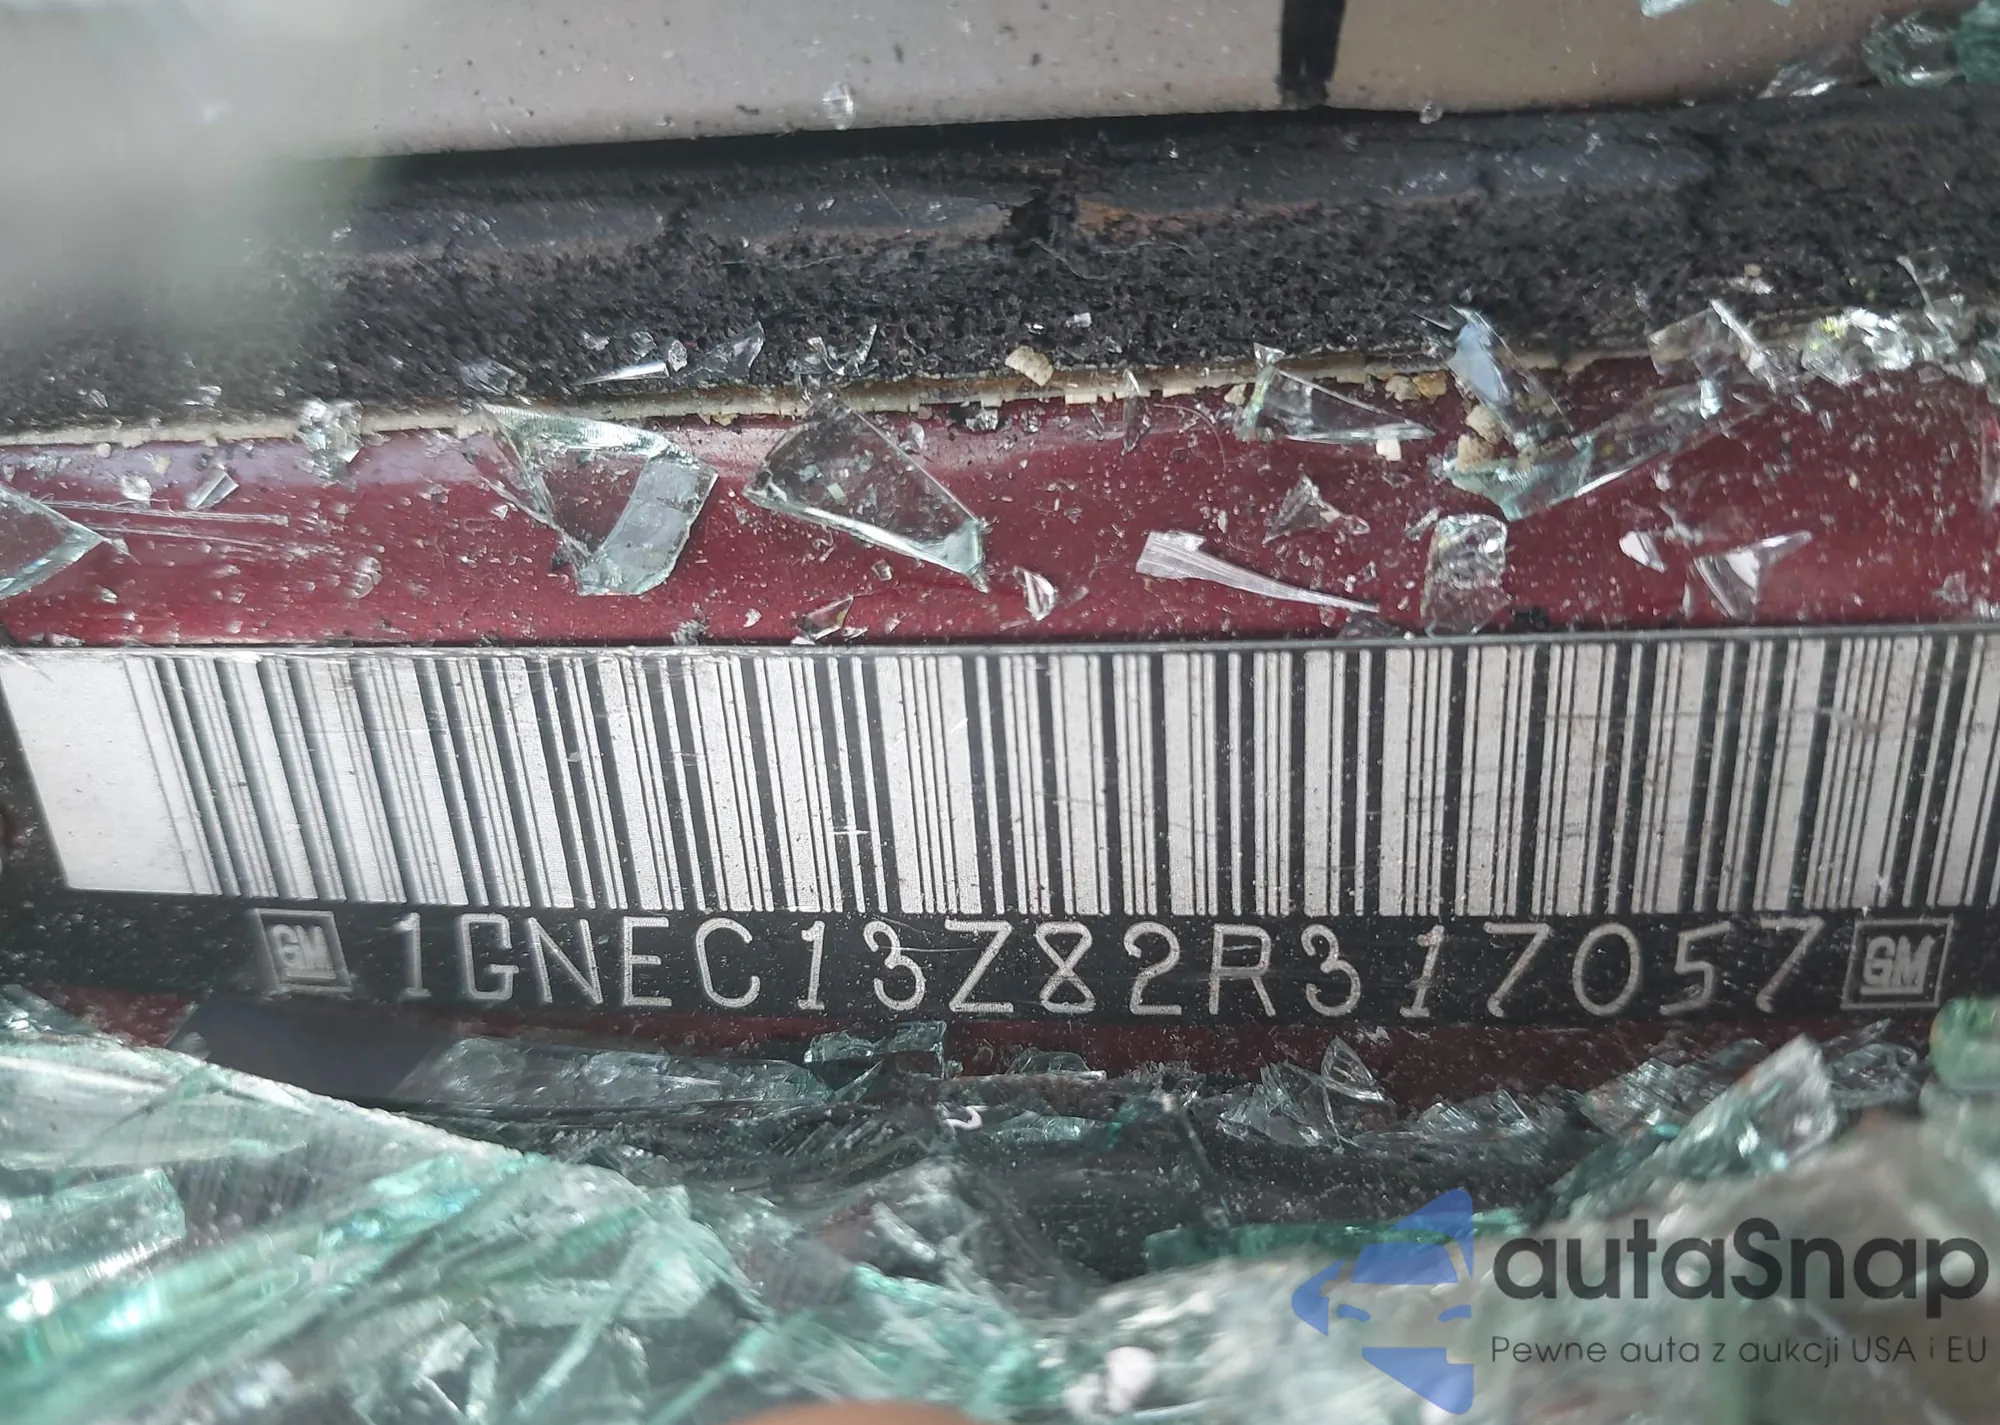 GM 1GNEC13Z82R317057 GM
autaSnap
Pewne auta z aukcji USA i EU